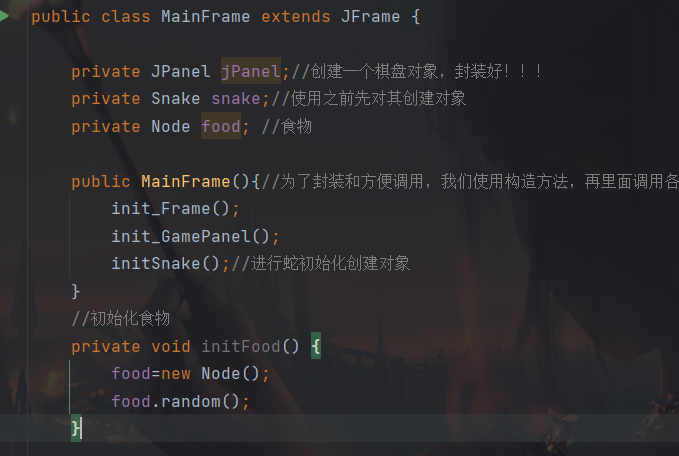 public class MainFrame extends JFrame {
private JPanel jPanel;//创建一个棋盘对象，封装好！！！
private Snake snake;//使用之前先对其创建对象
private Node food; //食物
public MainFrame(){//为了封装和方便调用，我们使用构造方法，再里面调用各
init_Frame();
init_GamePanel();
initSnake();//进行蛇初始化创建对象
}
//初始化食物
private void initFood() {
food=new Node();
food.random();
}